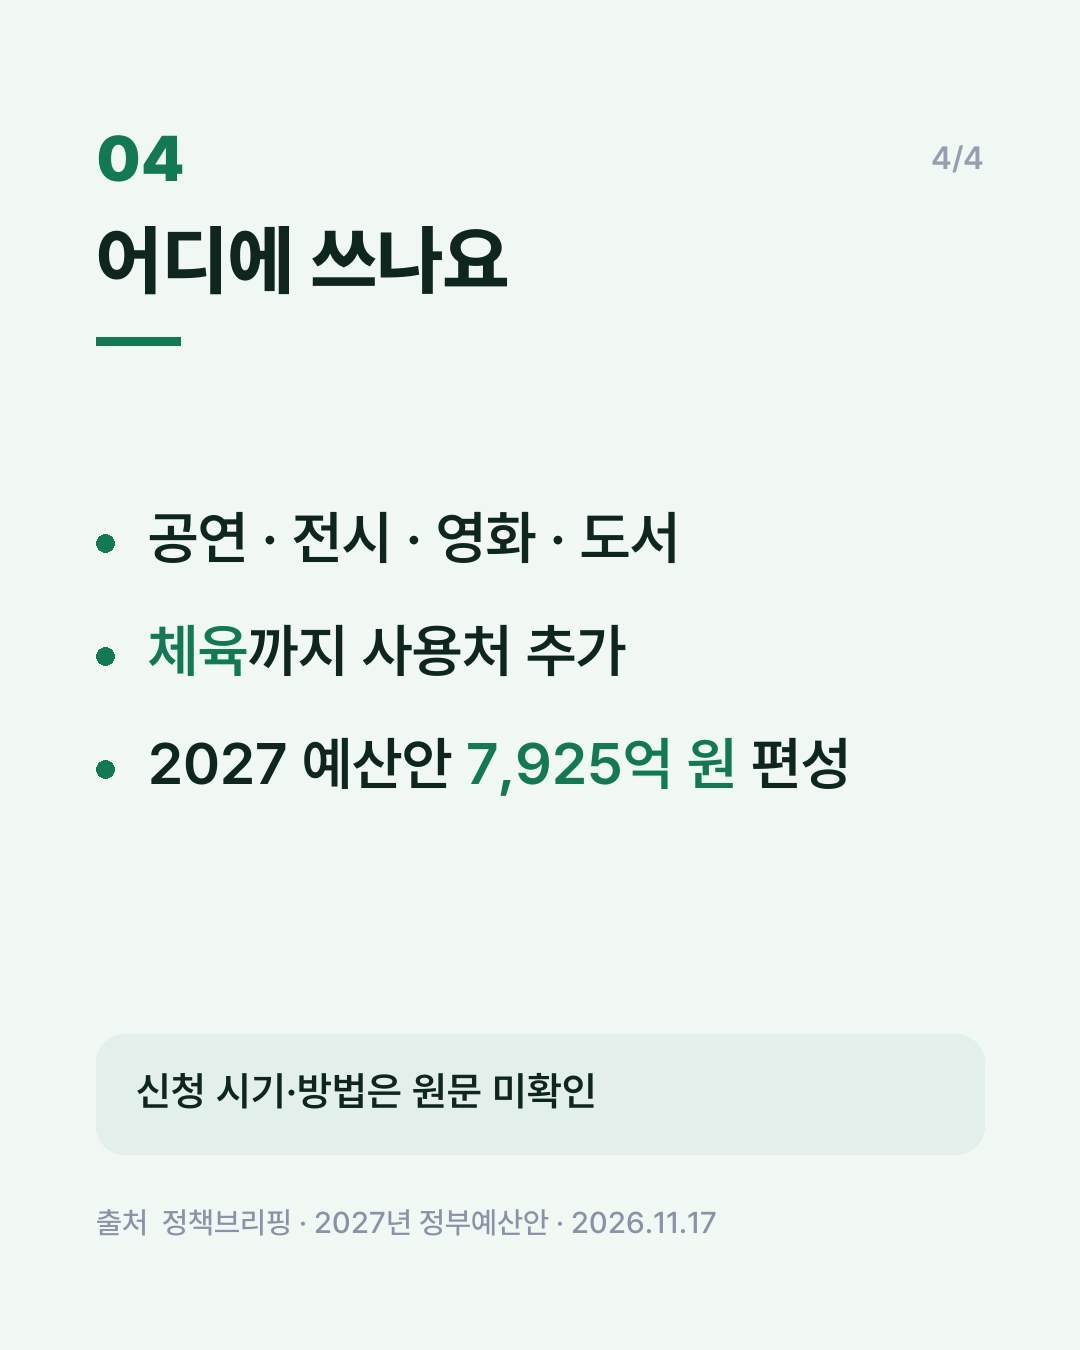 04
4/4
어디에 쓰나요
공연 · 전시 · 영화 · 도서
체육까지 사용처 추가
2027 예산안 7,925억 원 편성
신청 시기·방법은 원문 미확인
출처 정책브리핑 · 2027년 정부예산안 · 2026.11.17